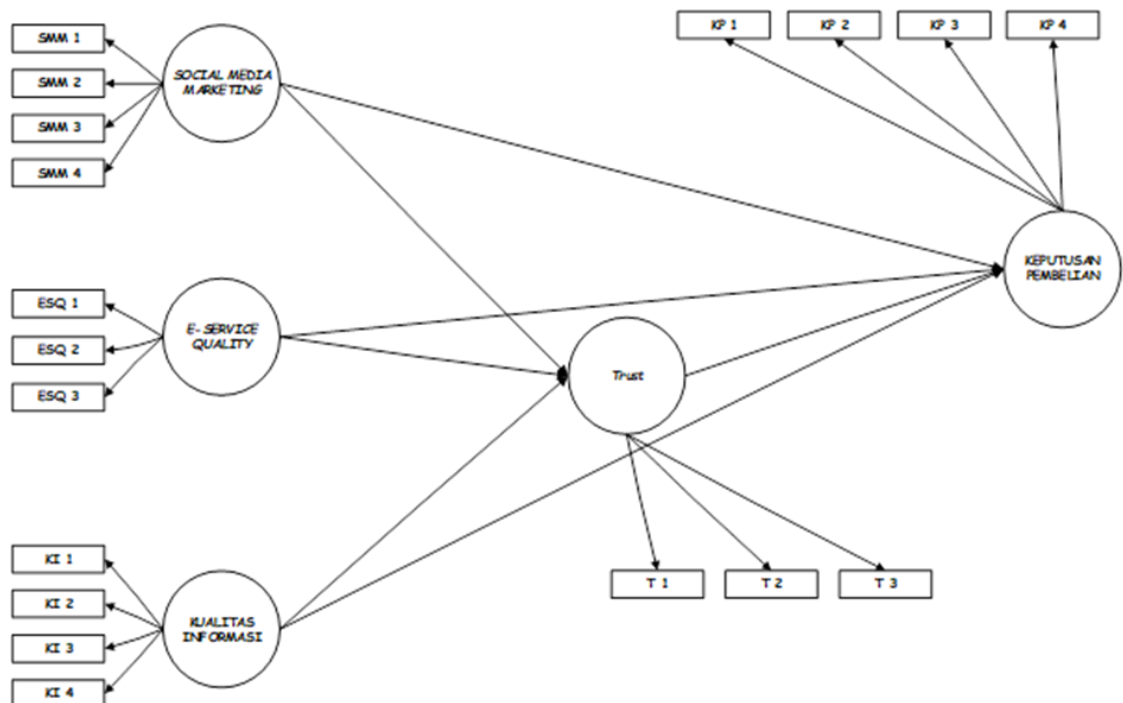 SMM 1
SMM 2
SMM 3
SMM 4
SOCIAL MEDIA
MARKETING
KP 1
KP 2
KP 3
KP 4
KEPUTUSAN
PEMBELIAN
ESQ 1
ESQ 2
ESQ 3
E-SERVICE
QUALITY
Trust
T 1
T 2
T 3
KI 1
KI 2
KI 3
KI 4
KUALITAS
INFORMASI